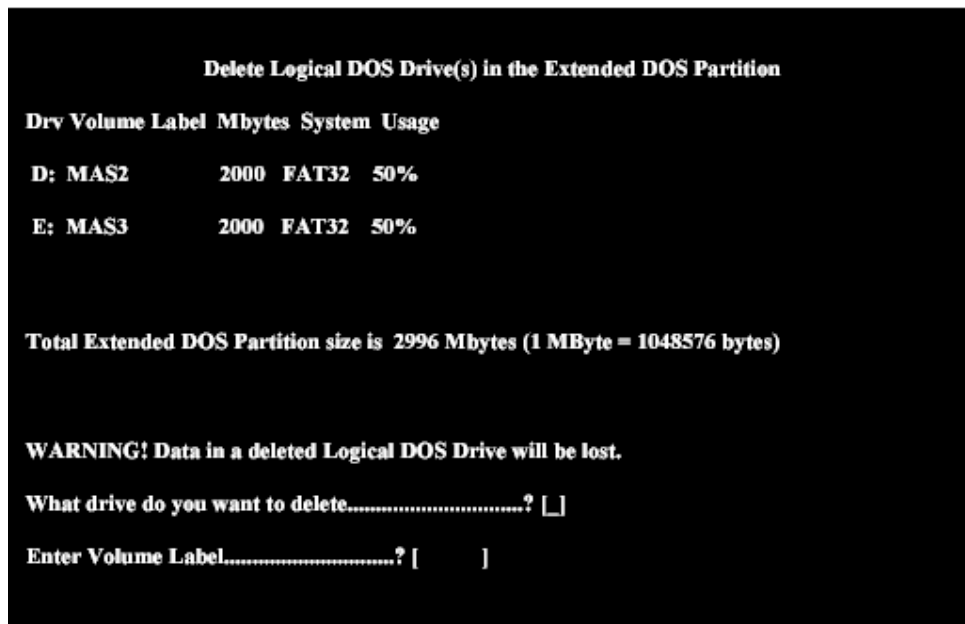 Delete Logical DOS Drive(s) in the Extended DOS Partition
Drv Volume Label Mbytes System Usage
D: MAS2 2000 FAT32 50%
E: MAS3 2000 FAT32 50%
Total Extended DOS Partition size is 2996 Mbytes (1 MByte = 1048576 bytes)
WARNING! Data in a deleted Logical DOS Drive will be lost.
What drive do you want to delete...............................? [_]
Enter Volume Label..............................? [ ]